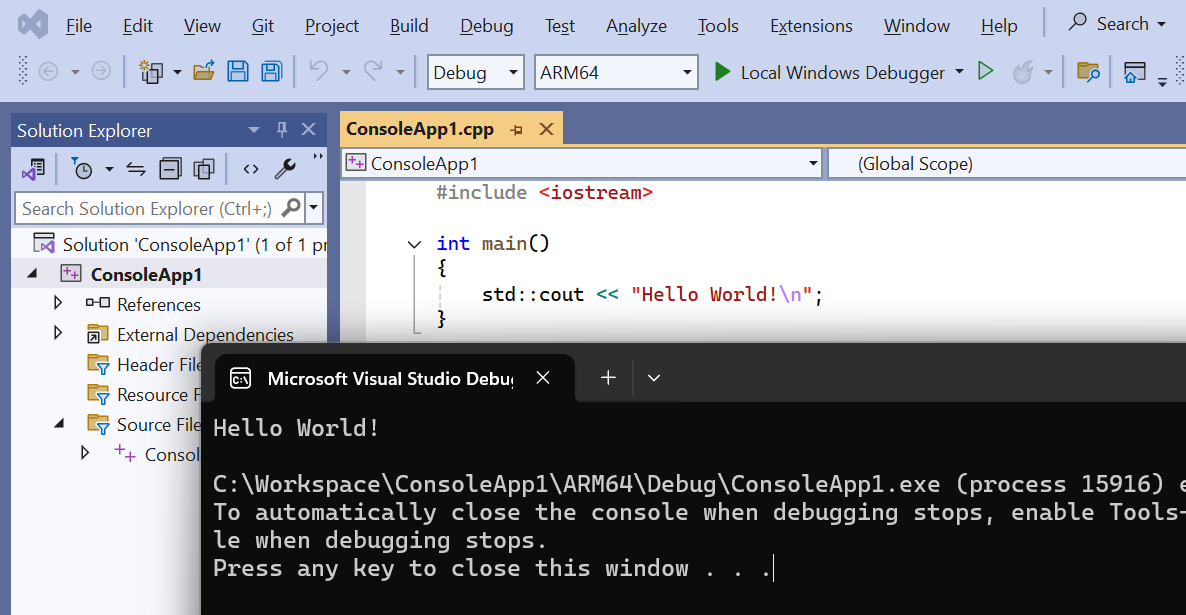 File Edit View Git Project Build Debug Test Analyze Tools Extensions Window Help Search
Debug ARM64 Local Windows Debugger
Solution Explorer
ConsoleApp1.cpp
ConsoleApp1 (Global Scope)
Search Solution Explorer (Ctrl+;)
Solution 'ConsoleApp1' (1 of 1 pr
ConsoleApp1
References
External Dependencies
Header File
Resource F
Source File
Consol
#include <iostream>
int main()
{
std::cout << "Hello World!\n";
}
C:\ Microsoft Visual Studio Debug
Hello World!
C:\Workspace\ConsoleApp1\ARM64\Debug\ConsoleApp1.exe (process 15916) e
To automatically close the console when debugging stops, enable Tools-
le when debugging stops.
Press any key to close this window . . .